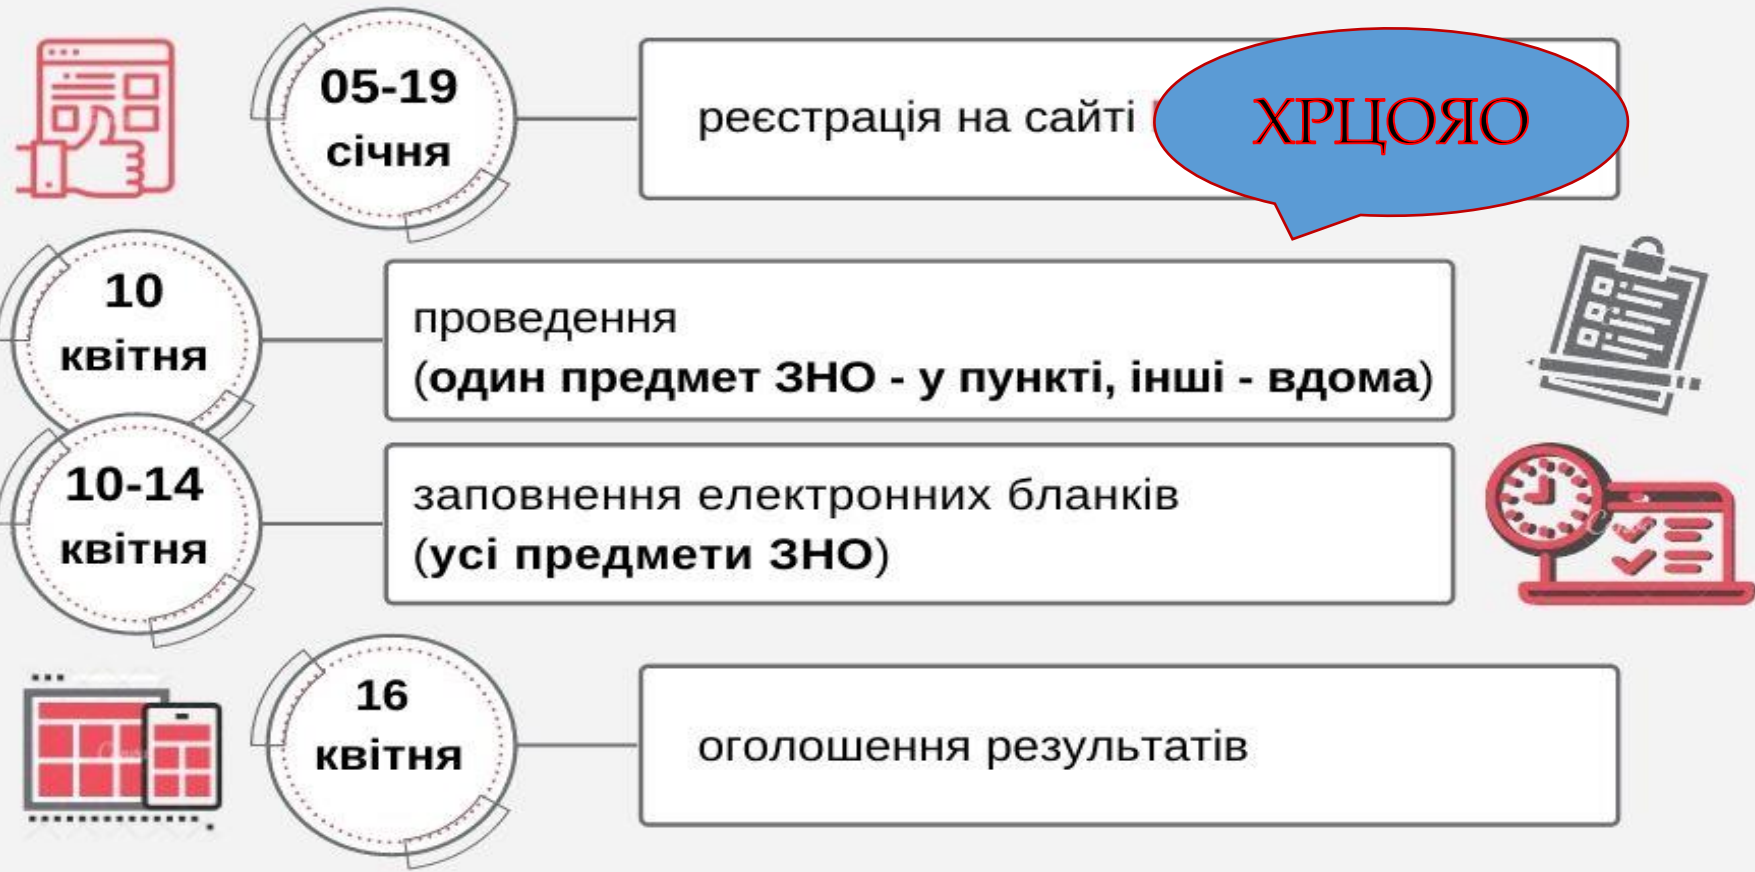 05-19
січня
реєстрація на сайті
ХРЦОЯО
10
квітня
проведення
(один предмет ЗНО - у пункті, інші - вдома)
10-14
квітня
заповнення електронних бланків
(усі предмети ЗНО)
16
квітня
оголошення результатів